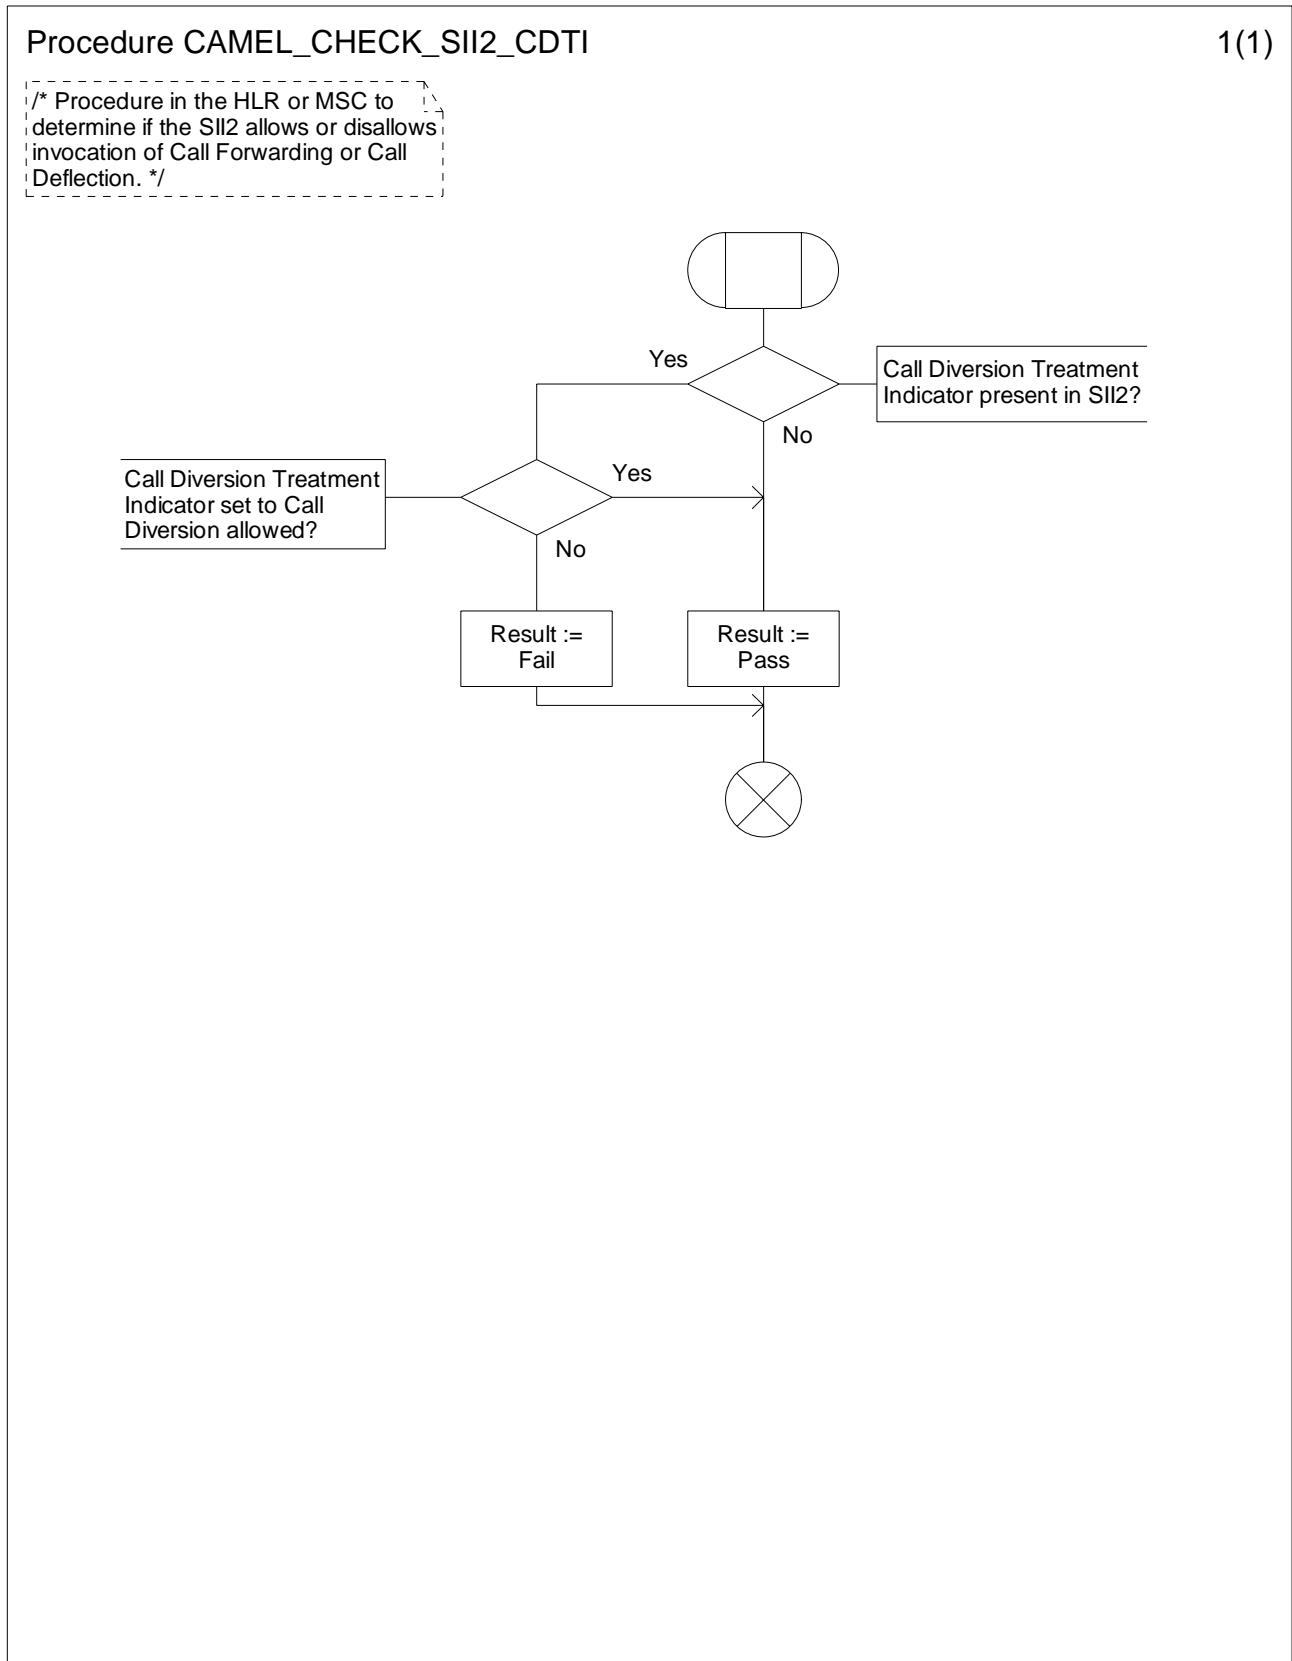 Procedure CAMEL_CHECK_SII2_CDTI
1(1)
/* Procedure in the HLR or MSC to
determine if the SII2 allows or disallows
invocation of Call Forwarding or Call
Deflection. */
Yes
Call Diversion Treatment
Indicator present in SII2?
No
Call Diversion Treatment
Indicator set to Call
Diversion allowed?
Yes
No
Result :=
Fail
Result :=
Pass